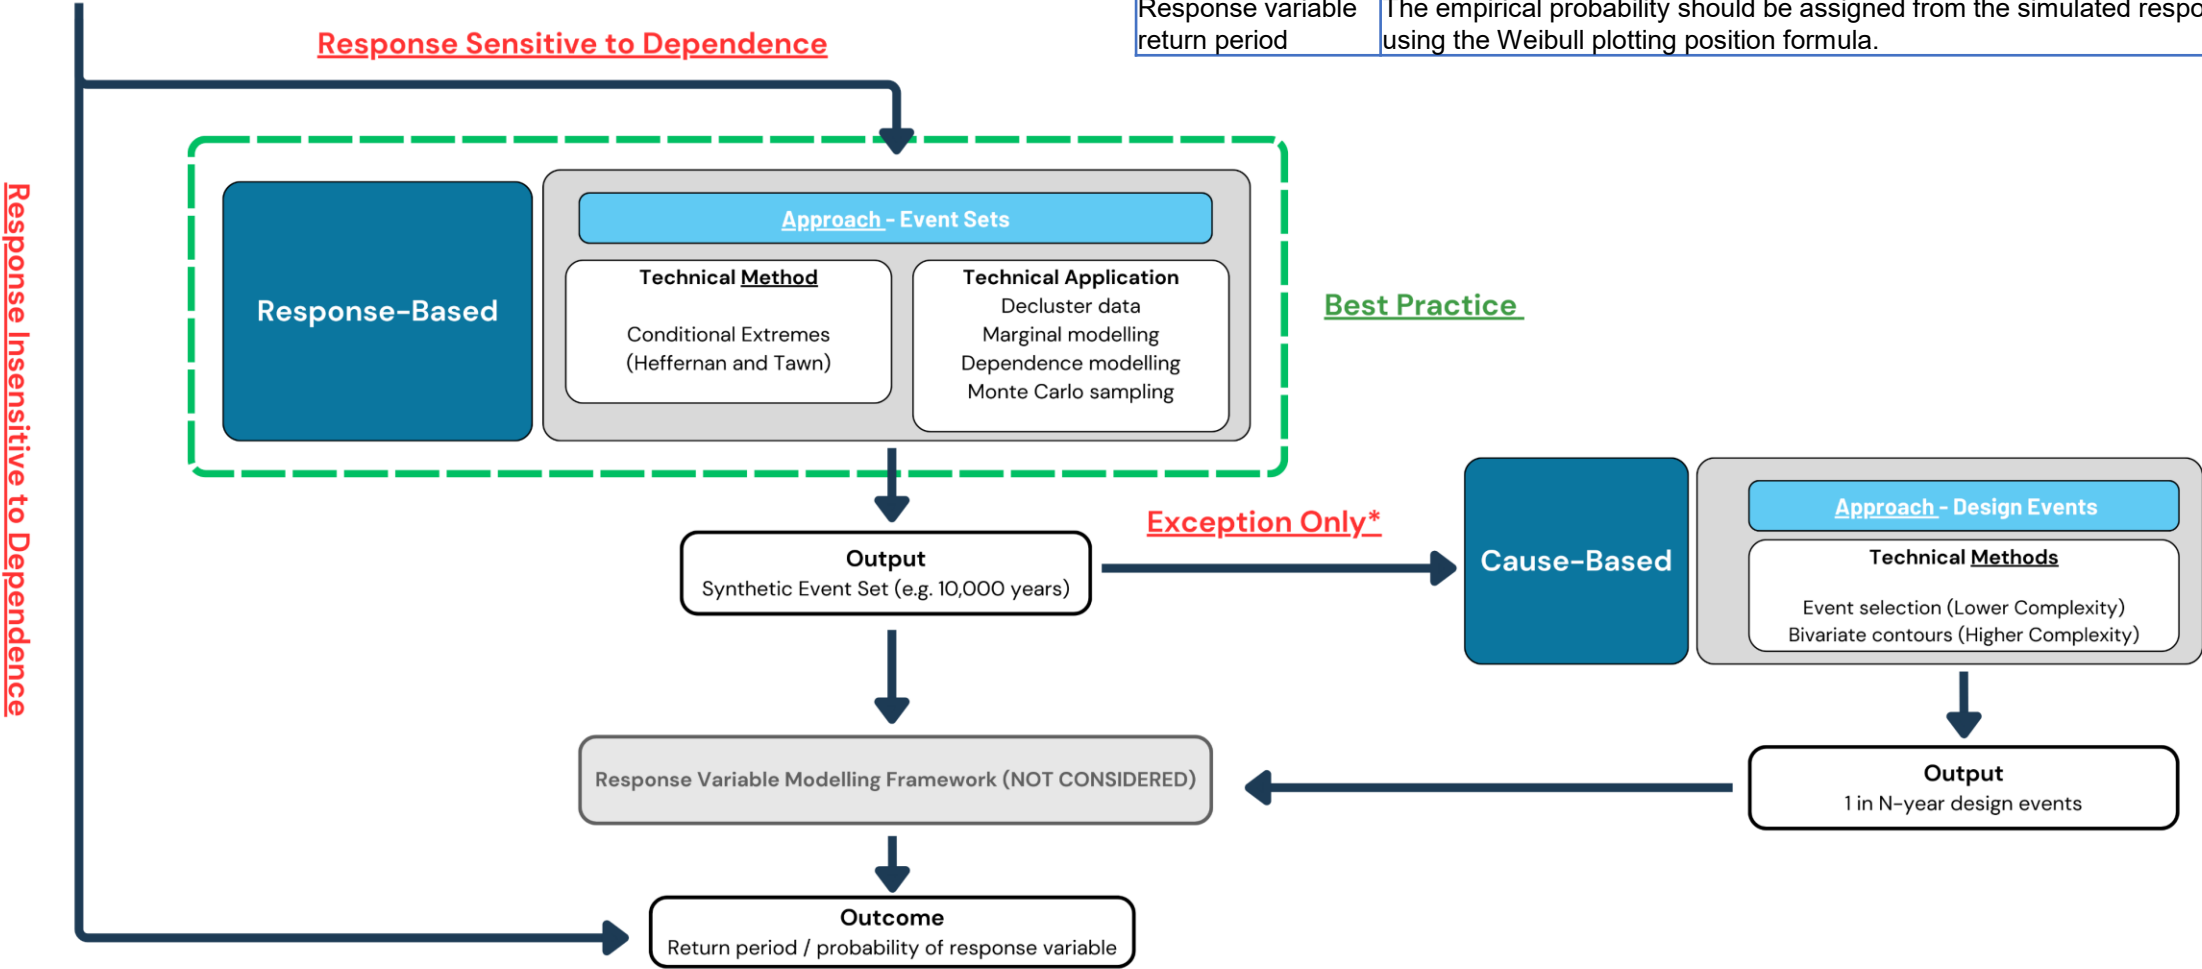 Response variable
return period
The empirical probability should be assigned from the simulated
using the Weibull plotting position formula.
Response Sensitive to Dependence
Response Insensitive to Dependence
Response-Based
Approach - Event Sets
Technical Method
Conditional Extremes
(Heffernan and Tawn)
Technical Application
Decluster data
Marginal modelling
Dependence modelling
Monte Carlo sampling
Best Practice
Output
Synthetic Event Set (e.g. 10,000 years)
Exception Only*
Cause-Based
Approach - Design Events
Technical Methods
Event selection (Lower Complexity)
Bivariate contours (Higher Complexity)
Response Variable Modelling Framework (NOT CONSIDERED)
Output
1 in N-year design events
Outcome
Return period / probability of response variable